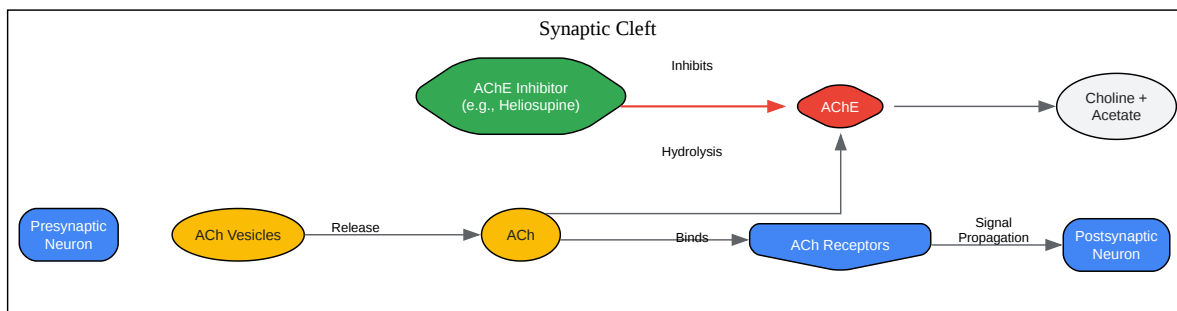 Synaptic Cleft
Inhibits
AChE Inhibitor
(e.g., Heliosupine)
AChE
Choline +
Acetate
Hydrolysis
Presynaptic
Neuron
ACh Vesicles
Release
ACh
Binds
ACh Receptors
Signal
Propagation
Postsynaptic
Neuron